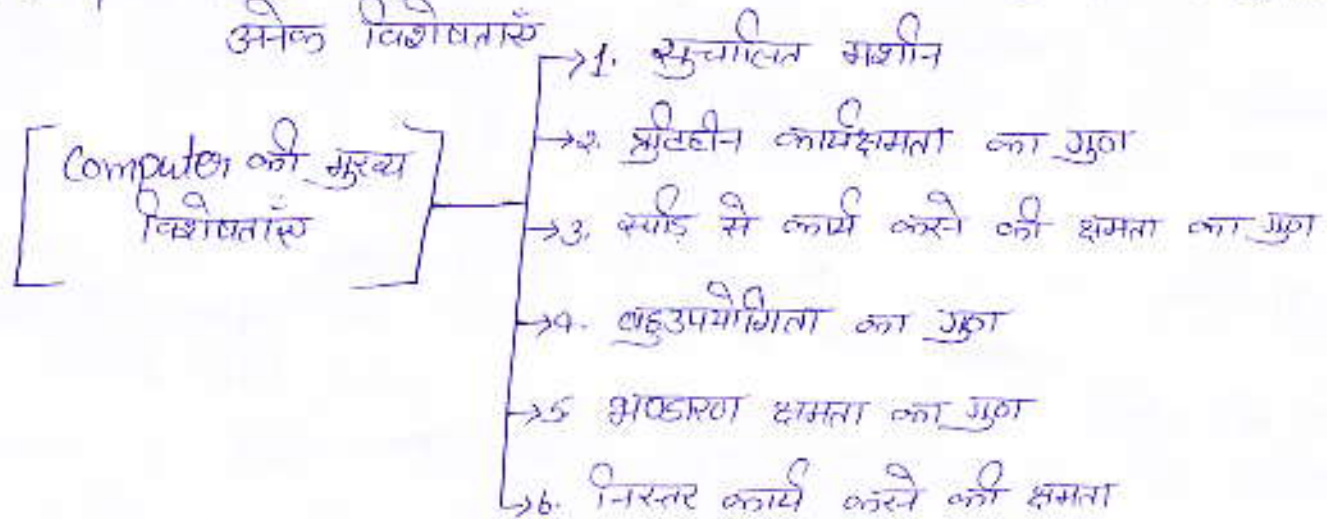 अनेक विशेषताएँ
Computer की मुख्य
विशेषताएँ
→1. सुचालित मशीन
→2. त्रुटिहीन कार्यक्षमता का गुण
→3. स्पीड से कार्य करने की क्षमता का गुण
→4. बहुउपयोगिता का गुण
→5 भण्डारण क्षमता का गुण
→6. निरन्तर कार्य करने की क्षमता